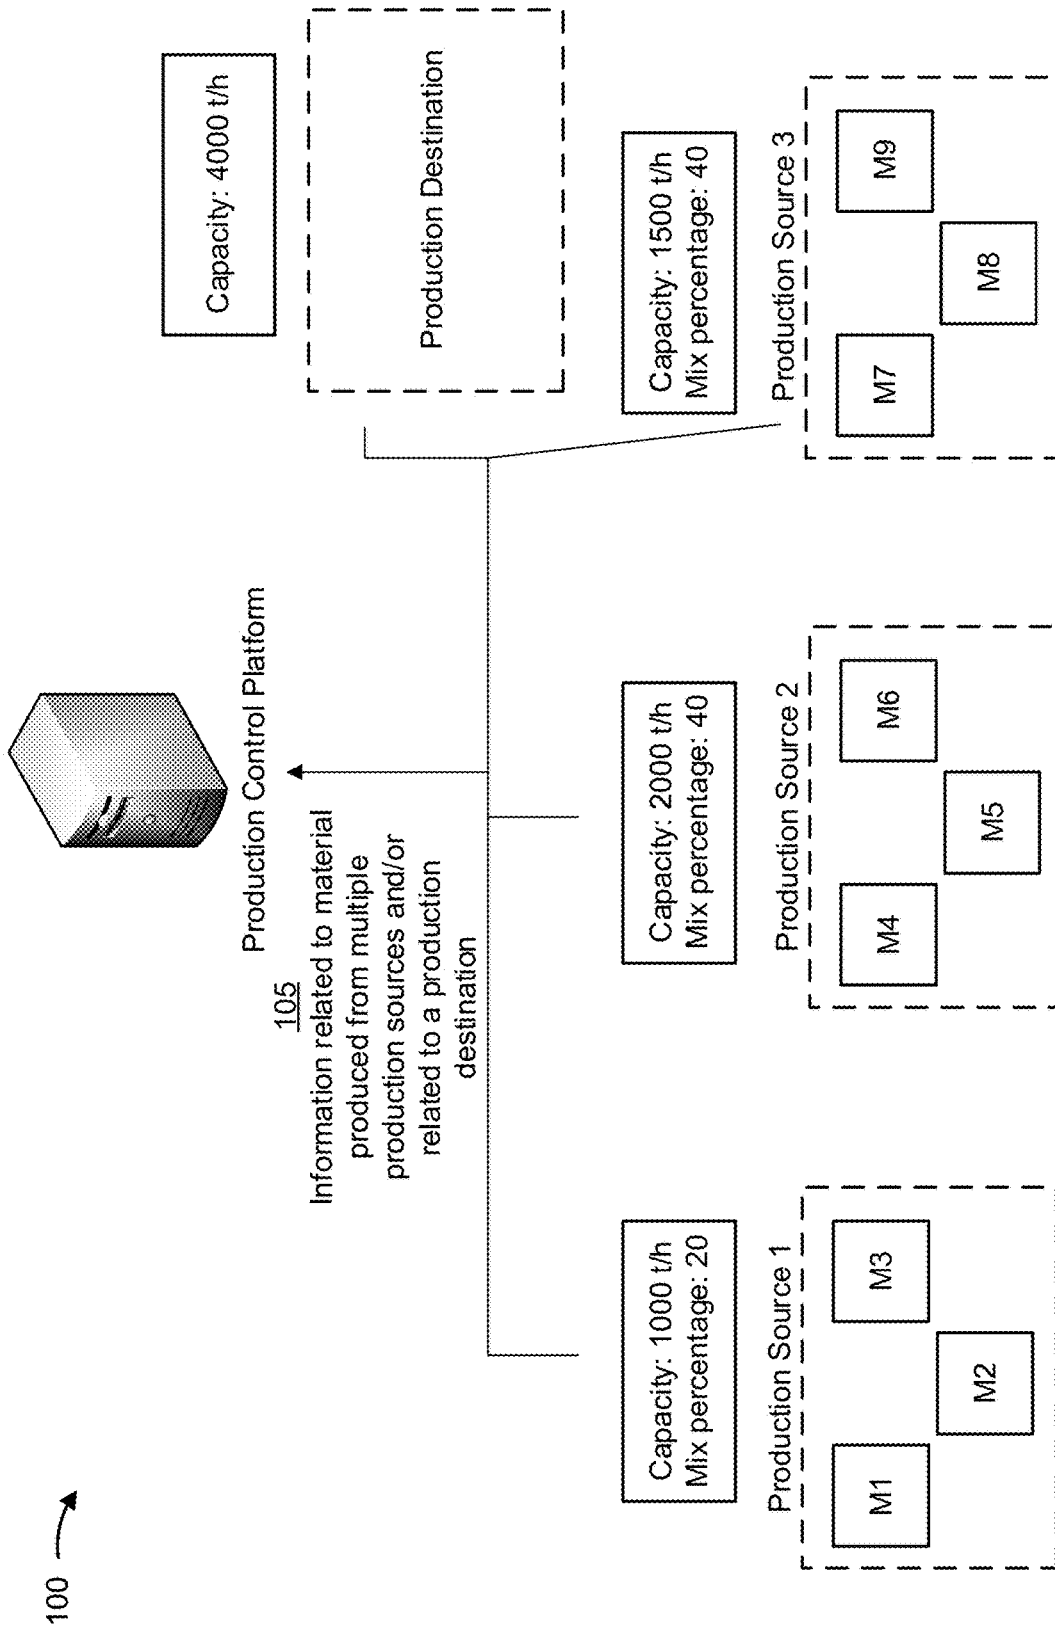 100
Production Control Platform
105
Information related to material
produced from multiple
production sources and/or
related to a production
destination
Capacity: 4000 t/h
Production Destination
Capacity: 1000 t/h
Mix percentage: 20
Production Source 1
M1
M3
M2
Capacity: 2000 t/h
Mix percentage: 40
Production Source 2
M4
M6
M5
Capacity: 1500 t/h
Mix percentage: 40
Production Source 3
M7
M9
M8